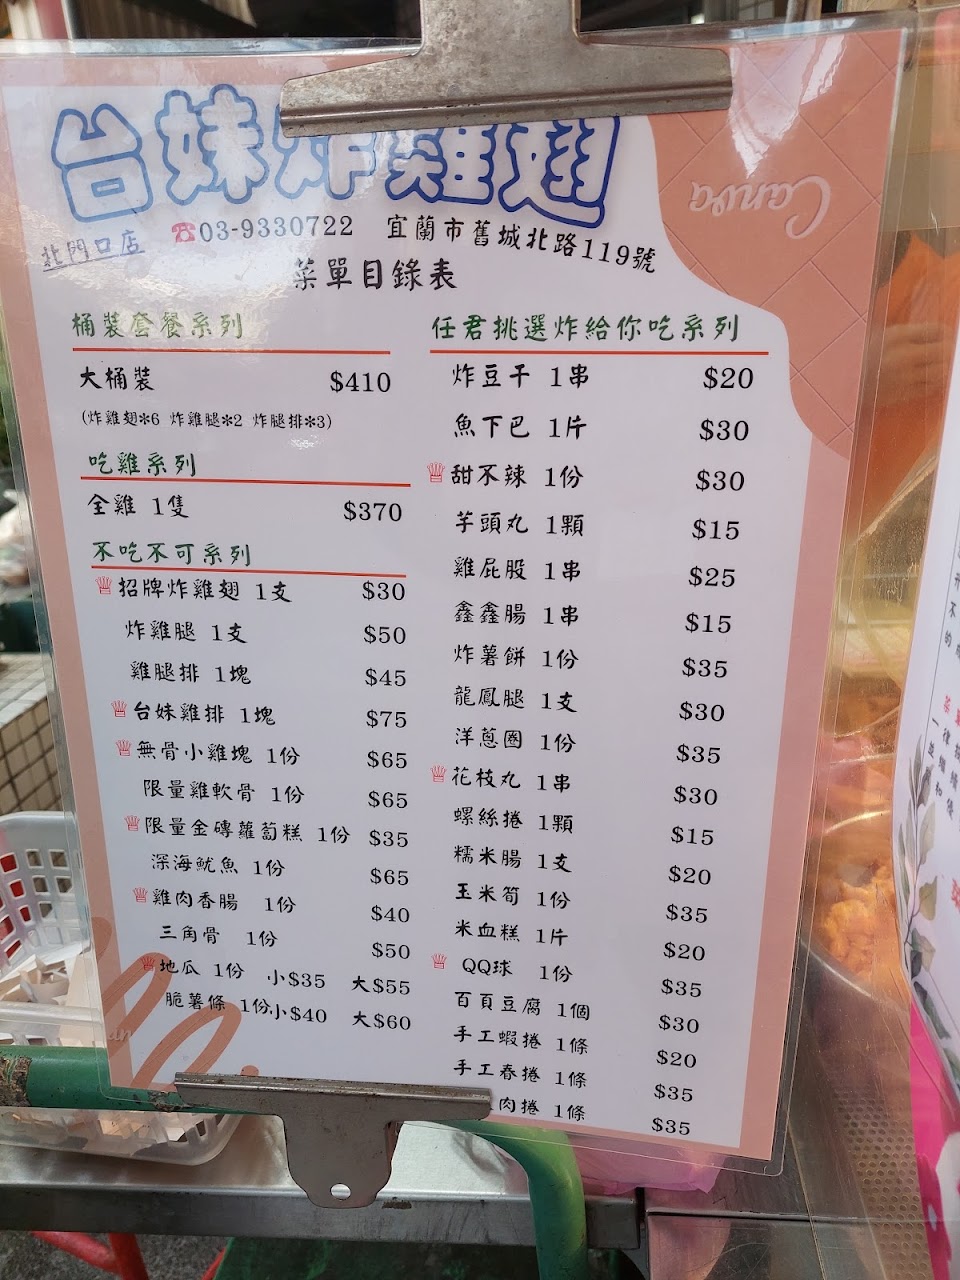 台妹炸雞翅
北門口店 ☎03-9330722 宜蘭市舊城北路119號
菜單目錄表
Canva
桶裝套餐系列
大桶裝 $410
(炸雞翅*6 炸雞腿*2 炸腿排*3)
吃雞系列
全雞 1隻 $370
不吃不可系列
招牌炸雞翅 1支 $30
炸雞腿 1支 $50
雞腿排 1塊 $45
台妹雞排 1塊 $75
無骨小雞塊 1份 $65
限量雞軟骨 1份 $65
限量金磚蘿蔔糕 1份 $35
深海魷魚 1份 $65
雞肉香腸 1份 $40
三角骨 1份 $50
地瓜 1份 小$35 大$55
脆薯條 1份 小$40 大$60
任君挑選炸給你吃系列
炸豆干 1串 $20
魚下巴 1片 $30
甜不辣 1份 $30
芋頭丸 1顆 $15
雞屁股 1串 $25
鑫鑫腸 1串 $15
炸薯餅 1份 $35
龍鳳腿 1支 $30
洋蔥圈 1份 $35
花枝丸 1串 $30
螺絲捲 1顆 $15
糯米腸 1支 $20
玉米筍 1份 $35
米血糕 1片 $20
QQ球 1份 $35
百頁豆腐 1個 $30
手工蝦捲 1條 $20
手工春捲 1條 $35
肉捲 1條 $35